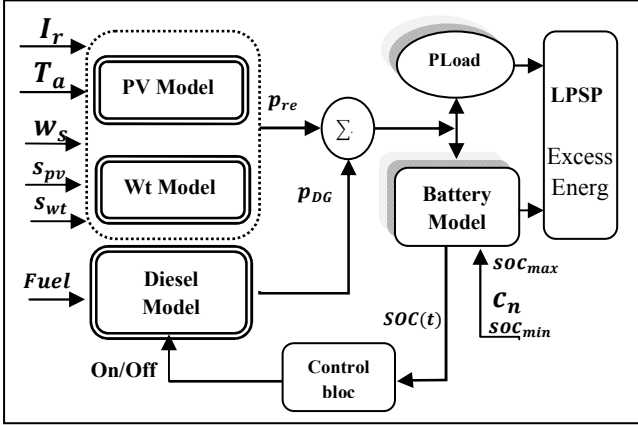 I_r
T_a
w_s
s_pv
s_wt
Fuel
PV Model
Wt Model
Diesel
Model
p_re
p_DG
∑.
PLoad
LPSP
Excess
Energ
Battery
Model
soc_max
c_n
soc_min
SOC(t)
On/Off
Control
bloc